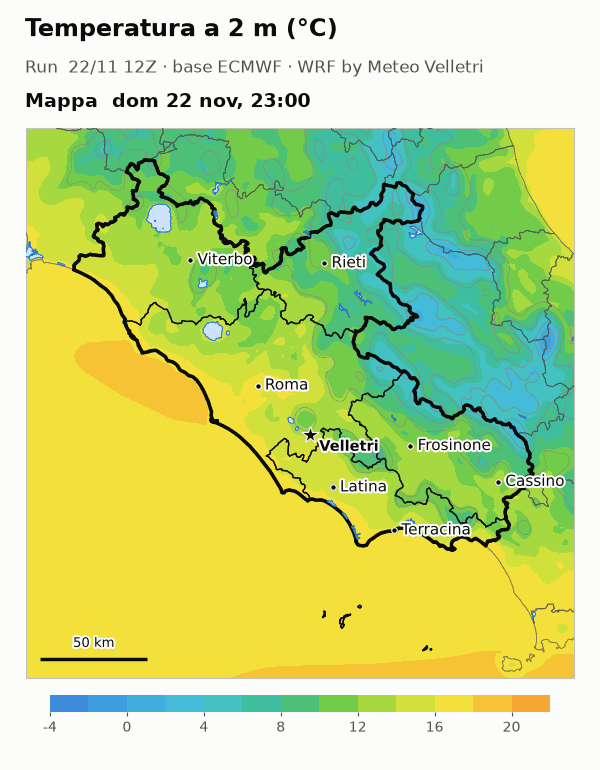 Temperatura a 2 m (°C)
Run  22/11 12Z · base ECMWF · WRF by Meteo Velletri
Mappa  dom 22 nov, 23:00
Viterbo
Rieti
Roma
Velletri
Frosinone
Latina
Cassino
Terracina
50 km
-4 0 4 8 12 16 20